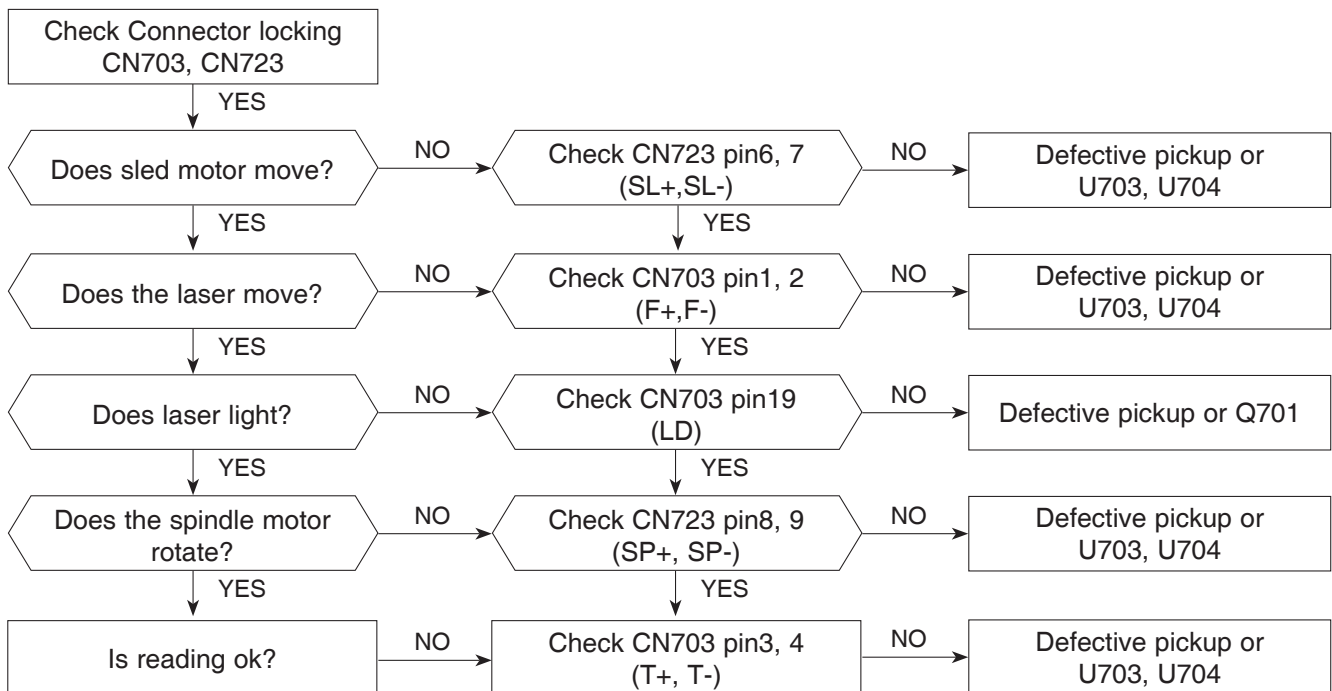 Check Connector locking
CN703, CN723
YES
Does sled motor move?
NO
Check CN723 pin6, 7
(SL+,SL-)
NO
Defective pickup or
U703, U704
YES
YES
Does the laser move?
NO
Check CN703 pin1, 2
(F+,F-)
NO
Defective pickup or
U703, U704
YES
YES
Does laser light?
NO
Check CN703 pin19
(LD)
NO
Defective pickup or Q701
YES
YES
Does the spindle motor
rotate?
NO
Check CN723 pin8, 9
(SP+, SP-)
NO
Defective pickup or
U703, U704
YES
YES
Is reading ok?
NO
Check CN703 pin3, 4
(T+, T-)
NO
Defective pickup or
U703, U704